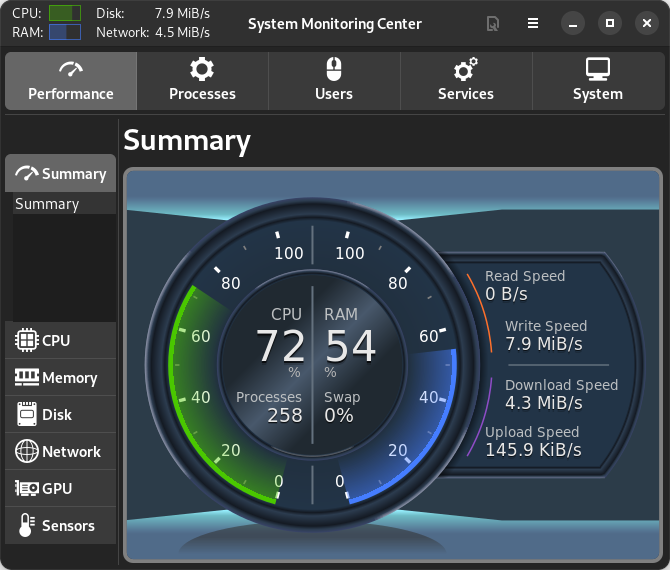 CPU: Disk: 7.9 MiB/s
RAM: Network: 4.5 MiB/s
System Monitoring Center
Performance
Processes
Users
Services
System
Summary
Summary
Summary
CPU
Memory
Disk
Network
GPU
Sensors
100 100
80 80
60 60
40 40
20 20
0 0
CPU RAM
72 54
% %
Processes Swap
258 0%
Read Speed
0 B/s
Write Speed
7.9 MiB/s
Download Speed
4.3 MiB/s
Upload Speed
145.9 KiB/s